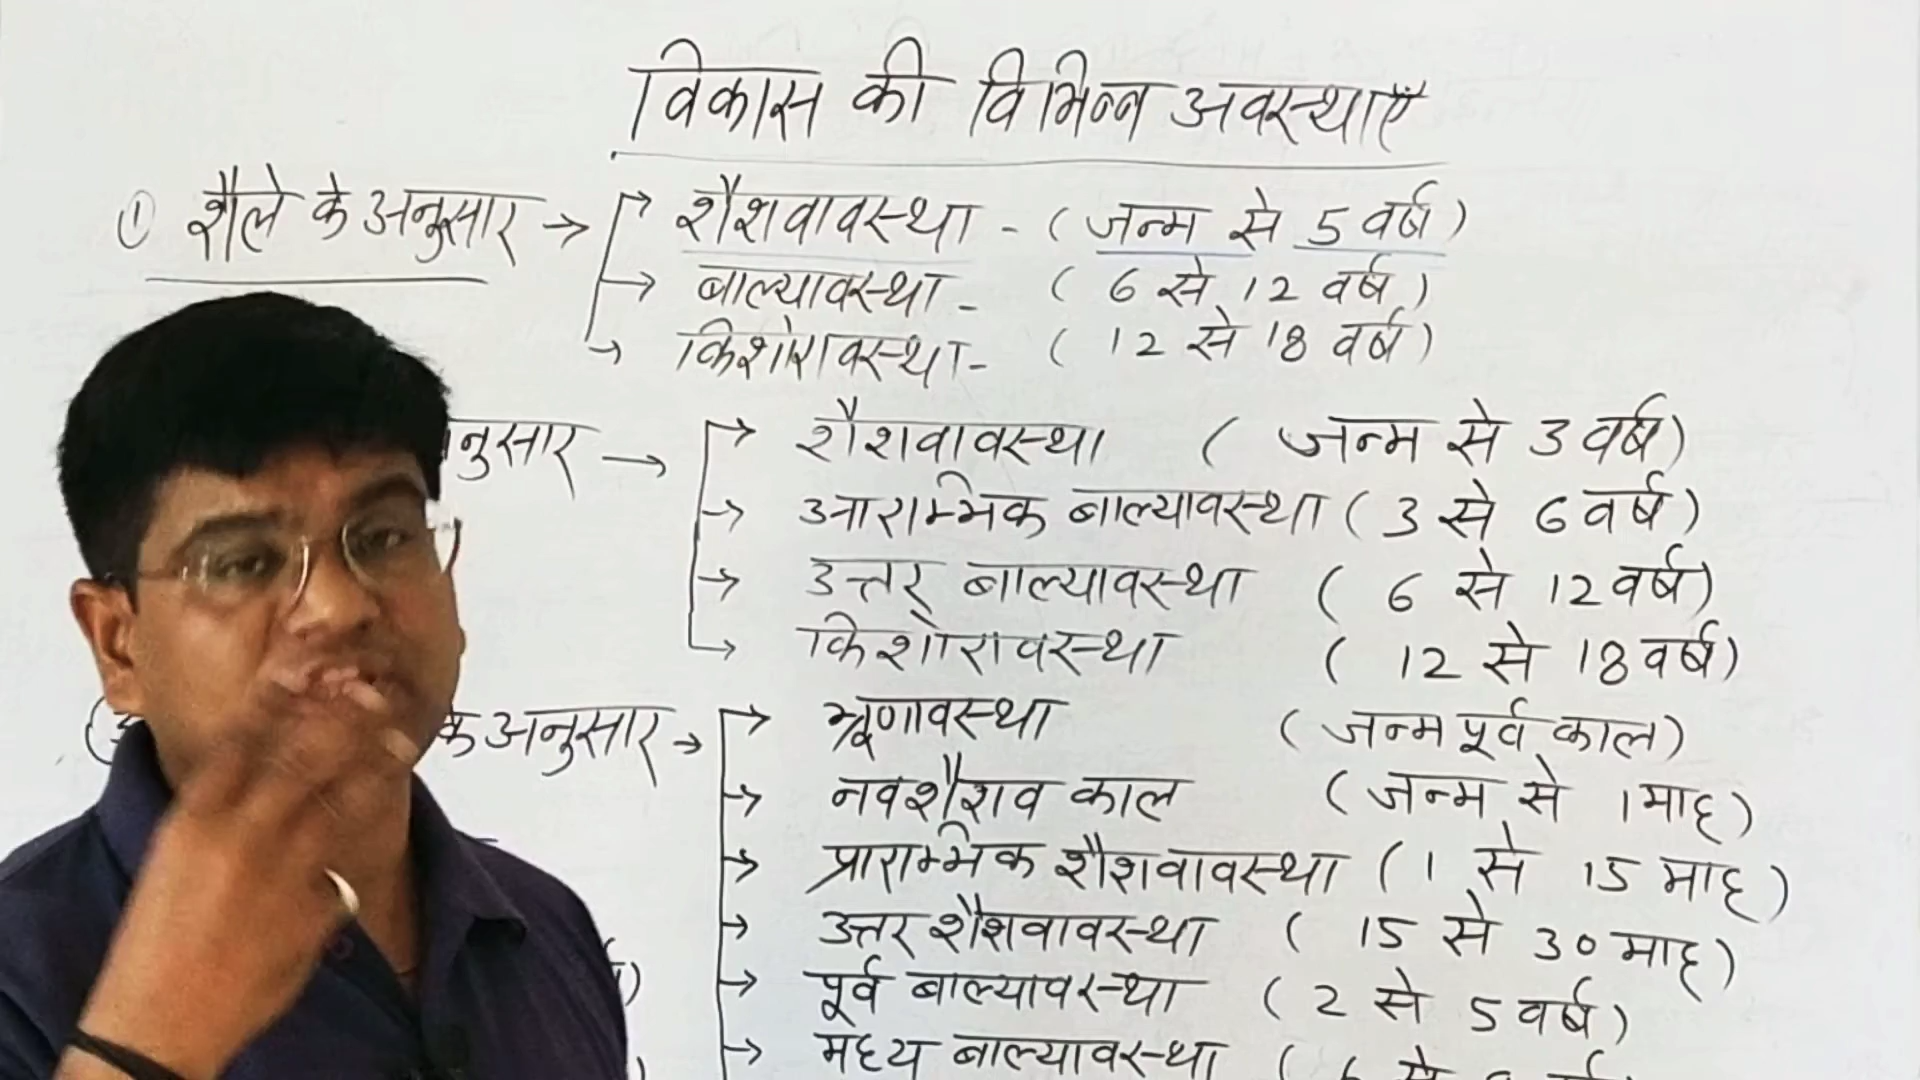 विकास की विभिन्न अवस्थाएँ
① शैले के अनुसार → शैशवावस्था - ( जन्म से 5 वर्ष )
→ बाल्यावस्था - ( 6 से 12 वर्ष )
→ किशोरावस्था - ( 12 से 18 वर्ष )
नुसार → शैशवावस्था ( जन्म से 3 वर्ष )
→ आराम्भिक बाल्यावस्था ( 3 से 6 वर्ष )
→ उत्तर बाल्यावस्था ( 6 से 12 वर्ष )
→ किशोरावस्था ( 12 से 18 वर्ष )
के अनुसार → भ्रूणावस्था ( जन्म पूर्व काल )
→ नवशैशव काल ( जन्म से 1 माह )
→ प्राराम्भिक शैशवावस्था ( 1 से 15 माह )
→ उत्तर शैशवावस्था ( 15 से 30 माह )
→ पूर्व बाल्यावस्था ( 2 से 5 वर्ष )
→ मध्य बाल्यावस्था ( 6 से